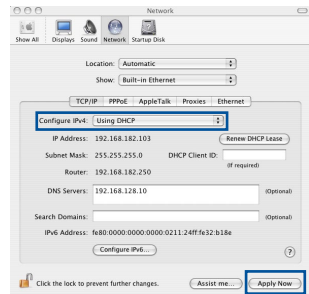 Network
Show All Displays Sound Network Startup Disk
Location: Automatic
Show: Built-in Ethernet
TCP/IP PPPoE AppleTalk Proxies Ethernet
Configure IPv4: Using DHCP
IP Address: 192.168.182.103 Renew DHCP Lease
Subnet Mask: 255.255.255.0 DHCP Client ID:
(If required)
Router: 192.168.182.250
DNS Servers: 192.168.128.10 (Optional)
Search Domains: (Optional)
IPv6 Address: fe80:0000:0000:0000:0211:24ff:fe32:b18e
Configure IPv6... ?
Click the lock to prevent further changes. Assist me... Apply Now